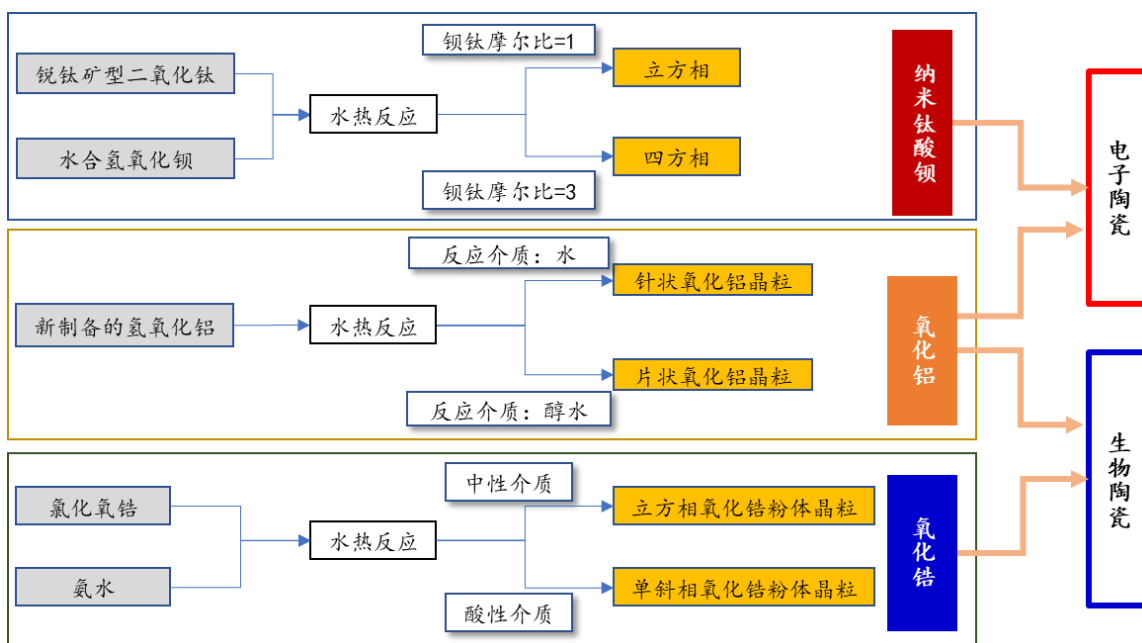 钡钛摩尔比=1
锐钛矿型二氧化钛
立方相
水热反应
水合氢氧化钡
四方相
钡钛摩尔比=3
纳米钛酸钡
电子陶瓷
反应介质：水
针状氧化铝晶粒
新制备的氢氧化铝
水热反应
片状氧化铝晶粒
反应介质：醇水
氧化铝
生物陶瓷
中性介质
氯化氧锆
立方相氧化锆粉体晶粒
水热反应
氨水
单斜相氧化锆粉体晶粒
酸性介质
氧化锆